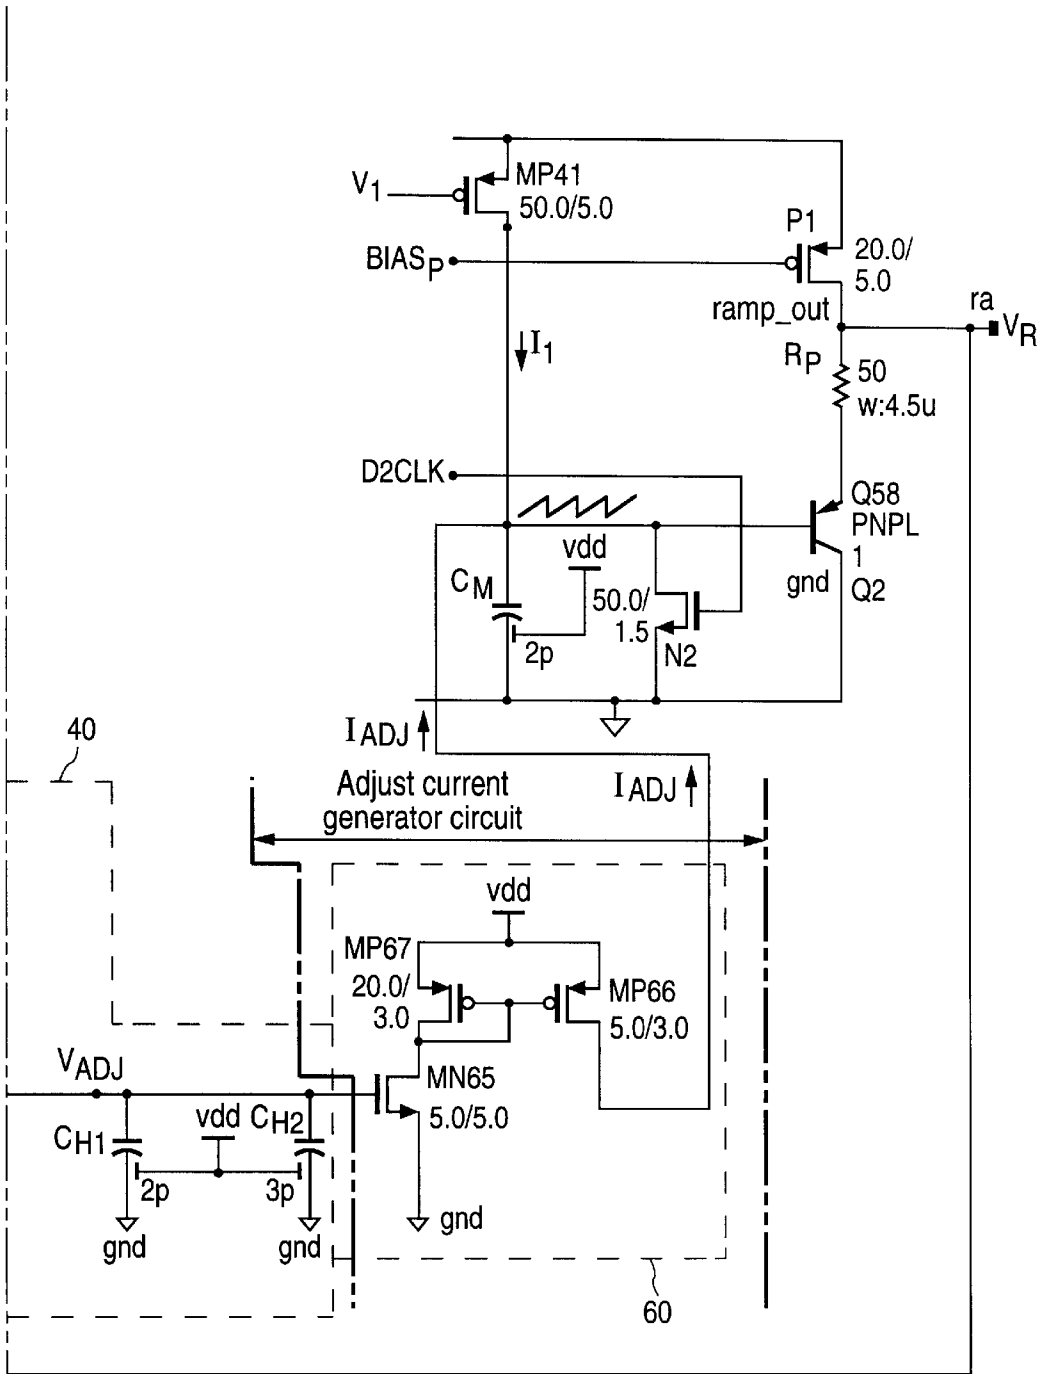 V1
MP41
50.0/5.0
P1
BIASP
20.0/
5.0
ramp_out
ra
VR
I1
RP
50
w:4.5u
D2CLK
Q58
PNPL
1
Q2
gnd
vdd
CM
50.0/
1.5
N2
2p
40
IADJ
IADJ
Adjust current
generator circuit
vdd
MP67
20.0/
3.0
MP66
5.0/3.0
VADJ
MN65
5.0/5.0
CH1
vdd
CH2
2p
3p
gnd
gnd
gnd
60